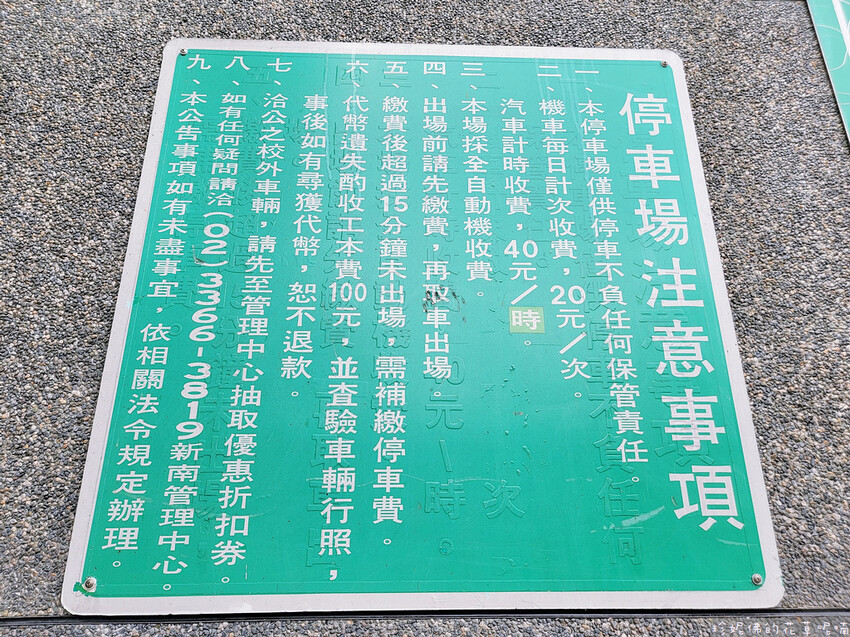 停車場注意事項
一、本停車場僅供停車不負任何保管責任。
二、機車每日計次收費，20元／次。
汽車計時收費，40元／時。
三、本場採全自動機收費。
四、出場前請先繳費，再取車出場。
五、繳費後超過15分鐘未出場，需補繳停車費。
六、代幣遺失酌收工本費100元，並查驗車輛行照，
事後如有尋獲代幣，恕不退款。
七、洽公之校外車輛，請先至管理中心抽取優惠折扣券。
八、如有任何疑問請洽(02)3366-3819新南管理中心。
九、本公告事項如有未盡事宜，依相關法令規定辦理。